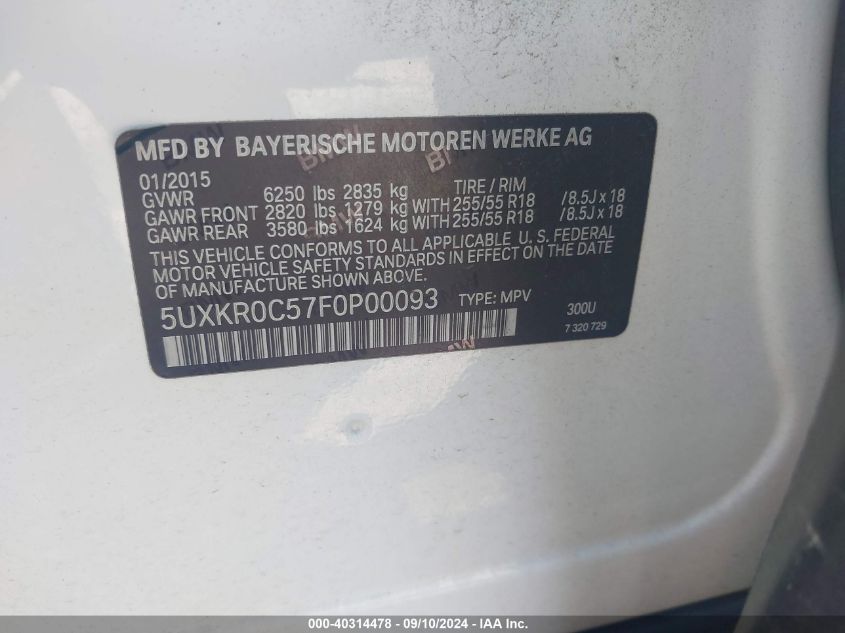 MFD BY BAYERISCHE MOTOREN WERKE AG
01/2015 TIRE / RIM
GVWR 6250 lbs 2835 kg
GAWR FRONT 2820 lbs 1279 kg WITH 255/55 R18 /8.5J x 18
GAWR REAR 3580 lbs 1624 kg WITH 255/55 R18 /8.5J x 18
THIS VEHICLE CONFORMS TO ALL APPLICABLE U. S. FEDERAL
MOTOR VEHICLE SAFETY STANDARDS IN EFFECT ON THE DATE
OF MANUFACTURE SHOWN ABOVE.
5UXKR0C57F0P00093 TYPE: MPV 300U
7 320 729
000-40314478 - 09/10/2024 - IAA Inc.